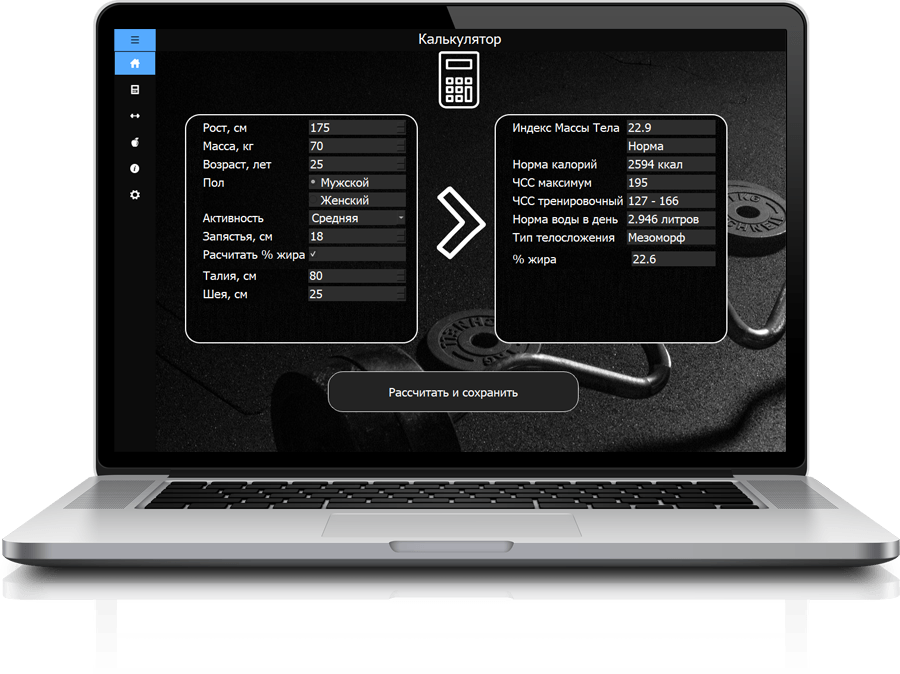 Калькулятор
Рост, см 175
Масса, кг 70
Возраст, лет 25
Пол Мужской
Женский
Активность Средняя
Запястья, см 18
Расчитать % жира
Талия, см 80
Шея, см 25
Индекс Массы Тела 22.9
Норма
Норма калорий 2594 ккал
ЧСС максимум 195
ЧСС тренировочный 127 - 166
Норма воды в день 2.946 литров
Тип телосложения Мезоморф
% жира 22.6
Рассчитать и сохранить